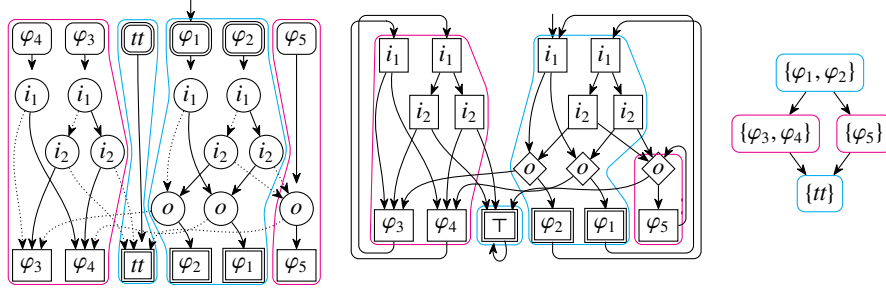 φ4 φ3 tt φ1 φ2 φ5
i1 i1 i1 i1
i2 i2 i2 i2
o o o
φ3 φ4 tt φ2 φ1 φ5
i1 i1 i1 i1
i2 i2 i2 i2
o o o
φ3 φ4 ⊤ φ2 φ1 φ5
{φ1, φ2}
{φ3, φ4} {φ5}
{tt}